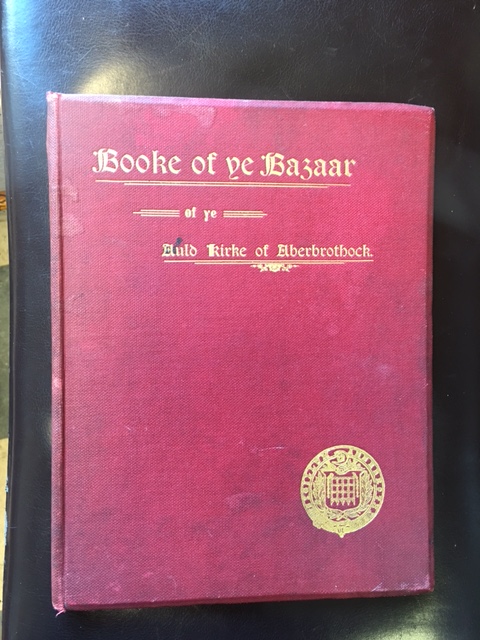 Booke of ye Bazaar
of ye
Auld Kirke of Aberbrothock.